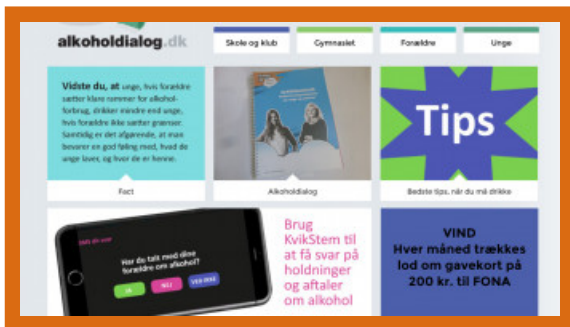 alkoholdialog.dk
Skole og klub
Gymnasiet
Forældre
Unge
Vidste du, at unge, hvis forældre
sætter klare rammer for alkohol-
forbrug, drikker mindre end unge,
hvis forældre ikke sætter grænser.
Samtidig er det afgørende, at man
bevarer en god føling med, hvad de
unge laver, og hvor de er henne.
Fact
Alkoholdialog
Tips
Bedste tips, når du må drikke
Har du talt med dine
forældre om alkohol?
JA
NEJ
VED IKKE
Brug
KvikStem til
at få svar på
holdninger
og aftaler
om alkohol
VIND
Hver måned trækkes
lod om gavekort på
200 kr. til FONA